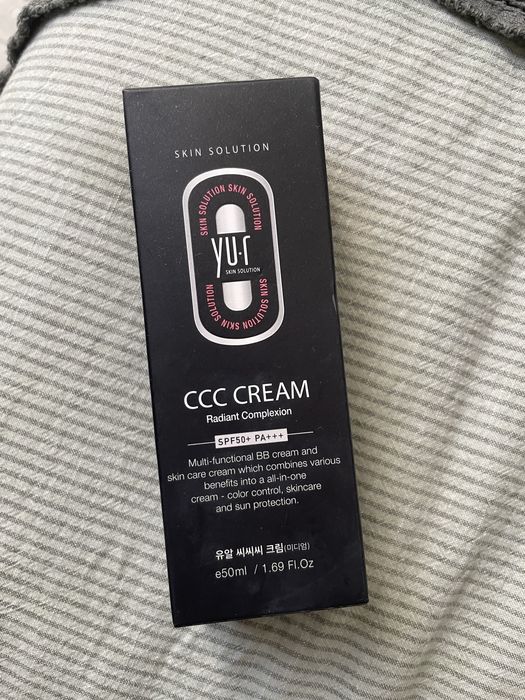 SKIN SOLUTION
SKIN SOLUTION SKIN SOLUTION
yu·r
SKIN SOLUTION
SKIN SOLUTION SKIN SOLUTION
CCC CREAM
Radiant Complexion
SPF50+ PA+++
Multi-functional BB cream and
skin care cream which combines various
benefits into a all-in-one
cream - color control, skincare
and sun protection.
유알 씨씨씨 크림(미디엄)
e50ml / 1.69 Fl.Oz